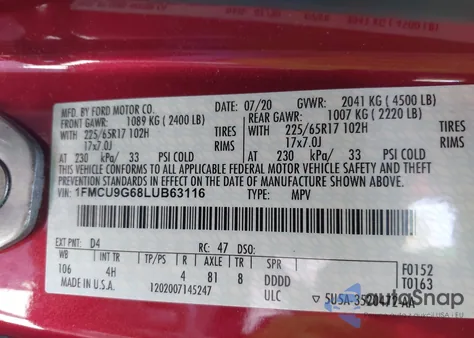 MFD. BY FORD MOTOR CO.
07/20 GVWR: 2041 KG ( 4500 LB)
FRONT GAWR: 1089 KG ( 2400 LB) REAR GAWR: 1007 KG ( 2220 LB)
225/65R17 102H TIRES 225/65R17 102H TIRES
17x7.0J RIMS 17x7.0J RIMS
AT 230 kPa/ 33 PSI COLD AT 230 kPa/ 33 PSI COLD
THIS VEHICLE CONFORMS TO ALL APPLICABLE FEDERAL MOTOR VEHICLE SAFETY AND THEFT
PREVENTION STANDARDS IN EFFECT ON THE DATE OF MANUFACTURE SHOWN ABOVE.
VIN: 1FMCU9G68LUB63116 TYPE: MPV
EXT PNT: D4 RC: 47 DSO:
WB INT TR TP/PS R AXLE TR SPR F0152
106 4H 4 81 8 DDDD T0163
1202007145247 ULC 5U5A-3520472-AA
autoSnap